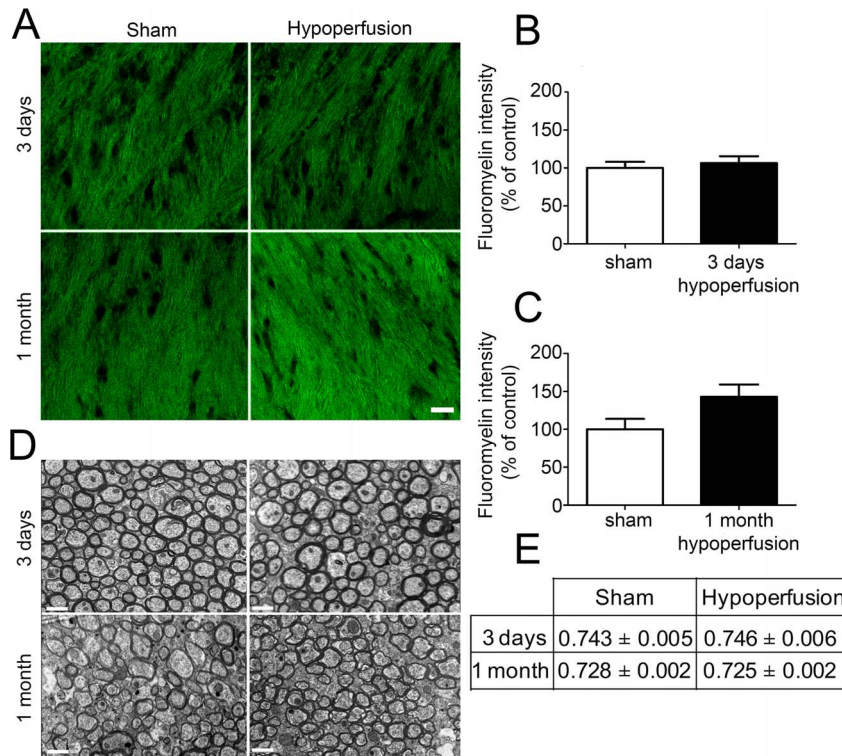 A
Sham
Hypoperfusion
3 days
1 month
B
Fluoromyelin intensity
(% of control)
200
150
100
50
0
sham
3 days
hypoperfusion
C
Fluoromyelin intensity
(% of control)
200
150
100
50
0
sham
1 month
hypoperfusion
D
3 days
1 month
E
Sham Hypoperfusion
3 days 0.743 ± 0.005 0.746 ± 0.006
1 month 0.728 ± 0.002 0.725 ± 0.002